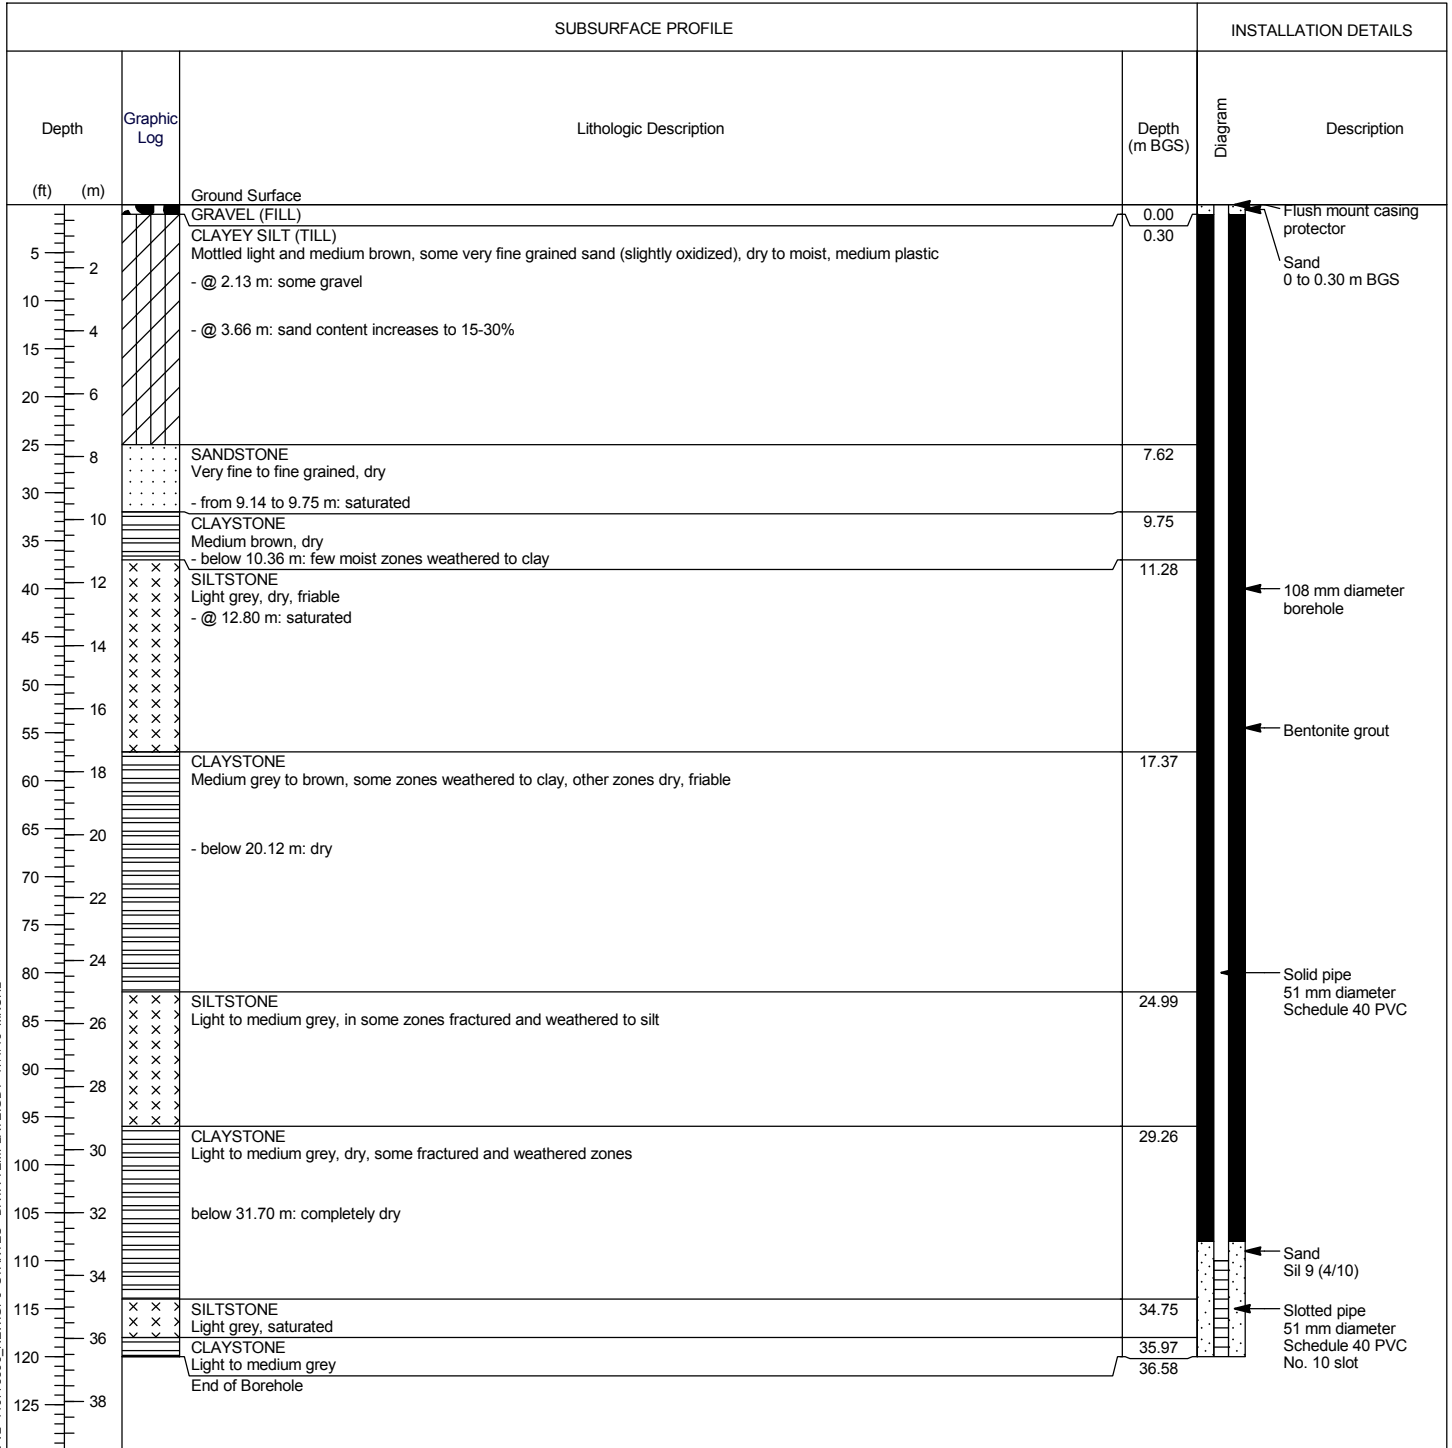 SUBSURFACE PROFILE
INSTALLATION DETAILS
Depth
Graphic
Log
Lithologic Description
Depth
(m BGS)
Diagram
Description
(ft) (m)
Ground Surface
GRAVEL (FILL)
0.00
CLAYEY SILT (TILL)
0.30
Mottled light and medium brown, some very fine grained sand (slightly oxidized), dry to moist, medium plastic
- @ 2.13 m: some gravel
- @ 3.66 m: sand content increases to 15-30%
SANDSTONE
7.62
Very fine to fine grained, dry
- from 9.14 to 9.75 m: saturated
CLAYSTONE
9.75
Medium brown, dry
- below 10.36 m: few moist zones weathered to clay
SILTSTONE
11.28
Light grey, dry, friable
- @ 12.80 m: saturated
CLAYSTONE
17.37
Medium grey to brown, some zones weathered to clay, other zones dry, friable
- below 20.12 m: dry
SILTSTONE
24.99
Light to medium grey, in some zones fractured and weathered to silt
CLAYSTONE
29.26
Light to medium grey, dry, some fractured and weathered zones
below 31.70 m: completely dry
SILTSTONE
34.75
Light grey, saturated
CLAYSTONE
35.97
Light to medium grey
36.58
End of Borehole
5
10
15
20
25
30
35
40
45
50
55
60
65
70
75
80
85
90
95
100
105
110
115
120
125
2
4
6
8
10
12
14
16
18
20
22
24
26
28
30
32
34
36
38
Flush mount casing
protector
Sand
0 to 0.30 m BGS
108 mm diameter
borehole
Bentonite grout
Solid pipe
51 mm diameter
Schedule 40 PVC
Sand
Sil 9 (4/10)
Slotted pipe
51 mm diameter
Schedule 40 PVC
No. 10 slot